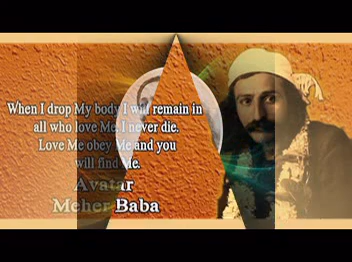 When I drop My body I will remain in
all who love Me. I never die.
Love Me obey Me and you
will find Me.
Avatar
Meher Baba